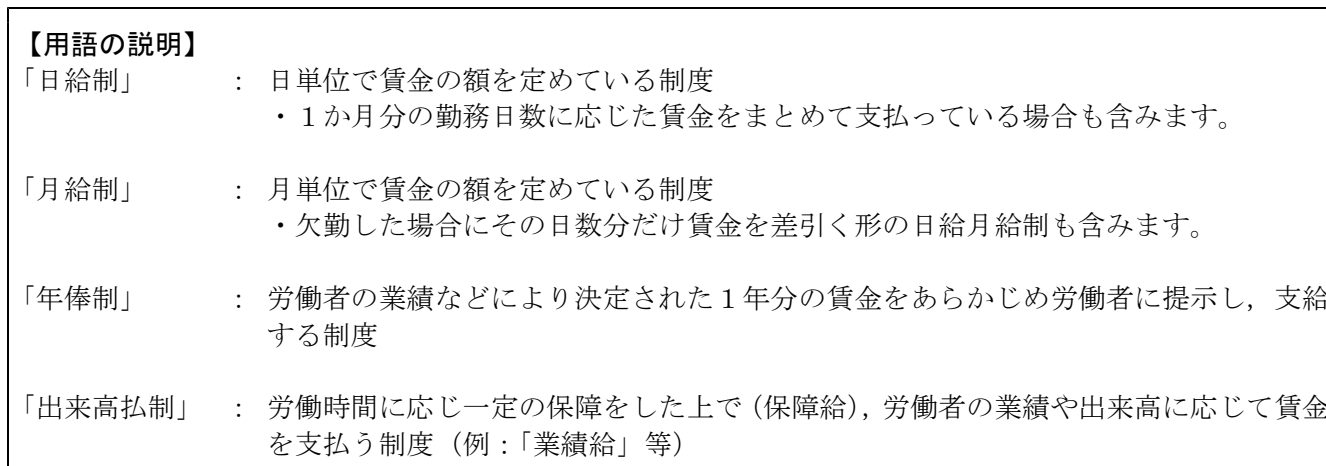 【用語の説明】
「日給制」 : 日単位で賃金の額を定めている制度
・1か月分の勤務日数に応じた賃金をまとめて支払っている場合も含みます。
「月給制」 : 月単位で賃金の額を定めている制度
・欠勤した場合にその日数分だけ賃金を差引く形の日給月給制も含みます。
「年俸制」 : 労働者の業績などにより決定された1年分の賃金をあらかじめ労働者に提示し，支給
する制度
「出来高払制」 : 労働時間に応じ一定の保障をした上で（保障給），労働者の業績や出来高に応じて賃金
を支払う制度（例：「業績給」等）